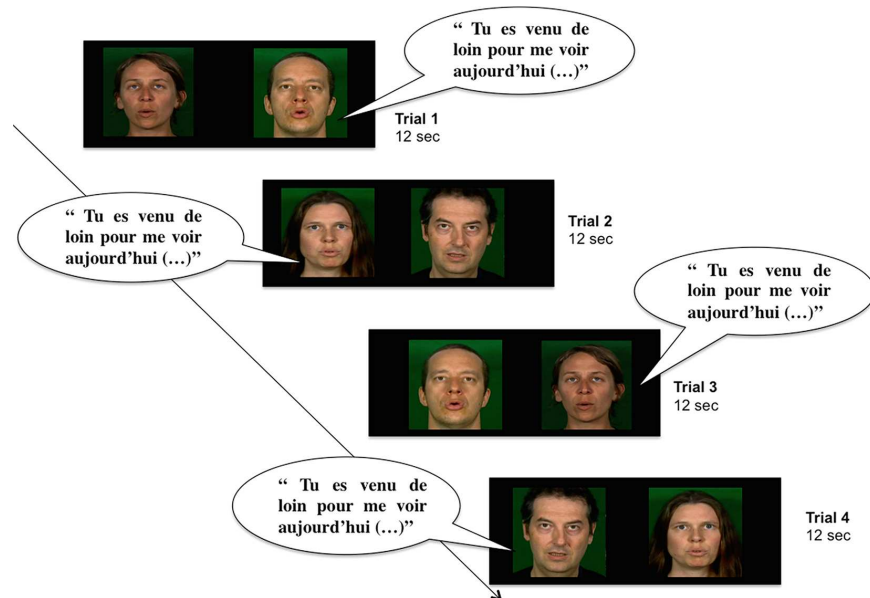 “ Tu es venu de
loin pour me voir
aujourd’hui (…)”
Trial 1
12 sec
“ Tu es venu de
loin pour me voir
aujourd’hui (…)”
Trial 2
12 sec
“ Tu es venu de
loin pour me voir
aujourd’hui (…)”
Trial 3
12 sec
“ Tu es venu de
loin pour me voir
aujourd’hui (…)”
Trial 4
12 sec